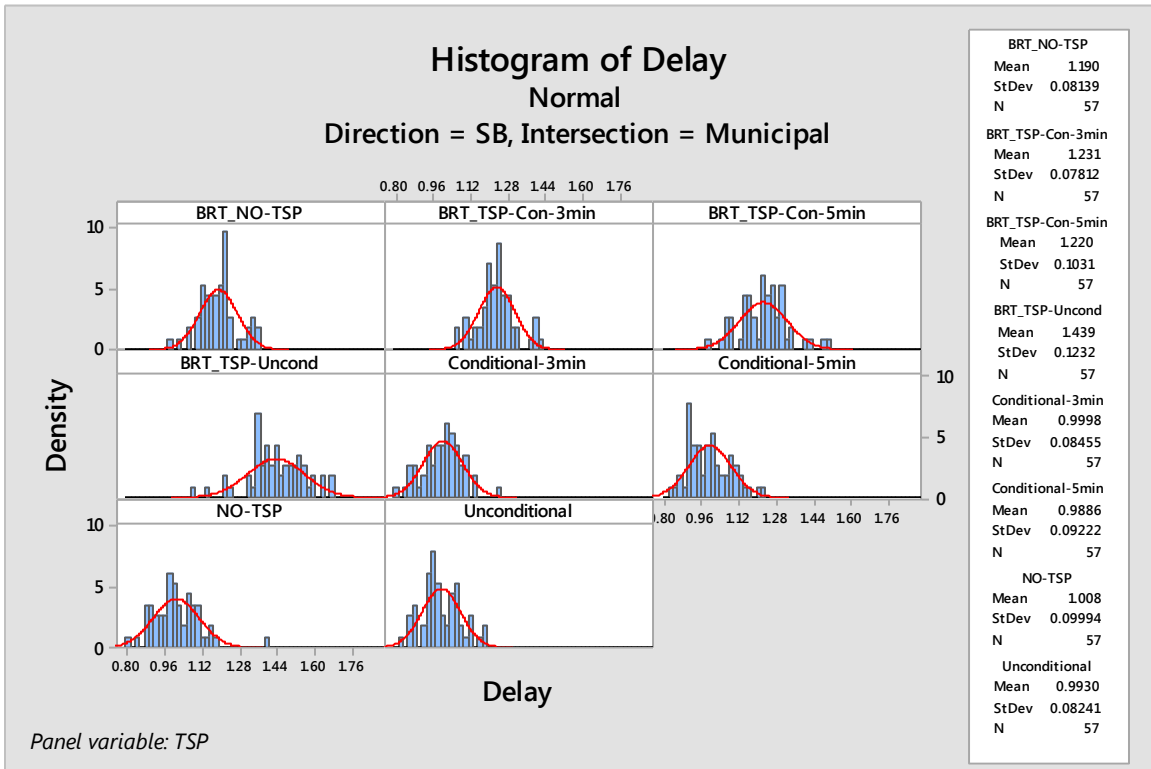 Histogram of Delay
Normal
Direction = SB, Intersection = Municipal
0.80 0.96 1.12 1.28 1.44 1.60 1.76
BRT_NO-TSP BRT_TSP-Con-3min BRT_TSP-Con-5min
10
5
0
BRT_TSP-Uncond Conditional-3min Conditional-5min
10
5
0
NO-TSP Unconditional
0.80 0.96 1.12 1.28 1.44 1.60 1.76
10
5
0
0.80 0.96 1.12 1.28 1.44 1.60 1.76
Density
Delay
Panel variable: TSP
BRT_NO-TSP
Mean 1.190
StDev 0.08139
N 57
BRT_TSP-Con-3min
Mean 1.231
StDev 0.07812
N 57
BRT_TSP-Con-5min
Mean 1.220
StDev 0.1031
N 57
BRT_TSP-Uncond
Mean 1.439
StDev 0.1232
N 57
Conditional-3min
Mean 0.9998
StDev 0.08455
N 57
Conditional-5min
Mean 0.9886
StDev 0.09222
N 57
NO-TSP
Mean 1.008
StDev 0.09994
N 57
Unconditional
Mean 0.9930
StDev 0.08241
N 57